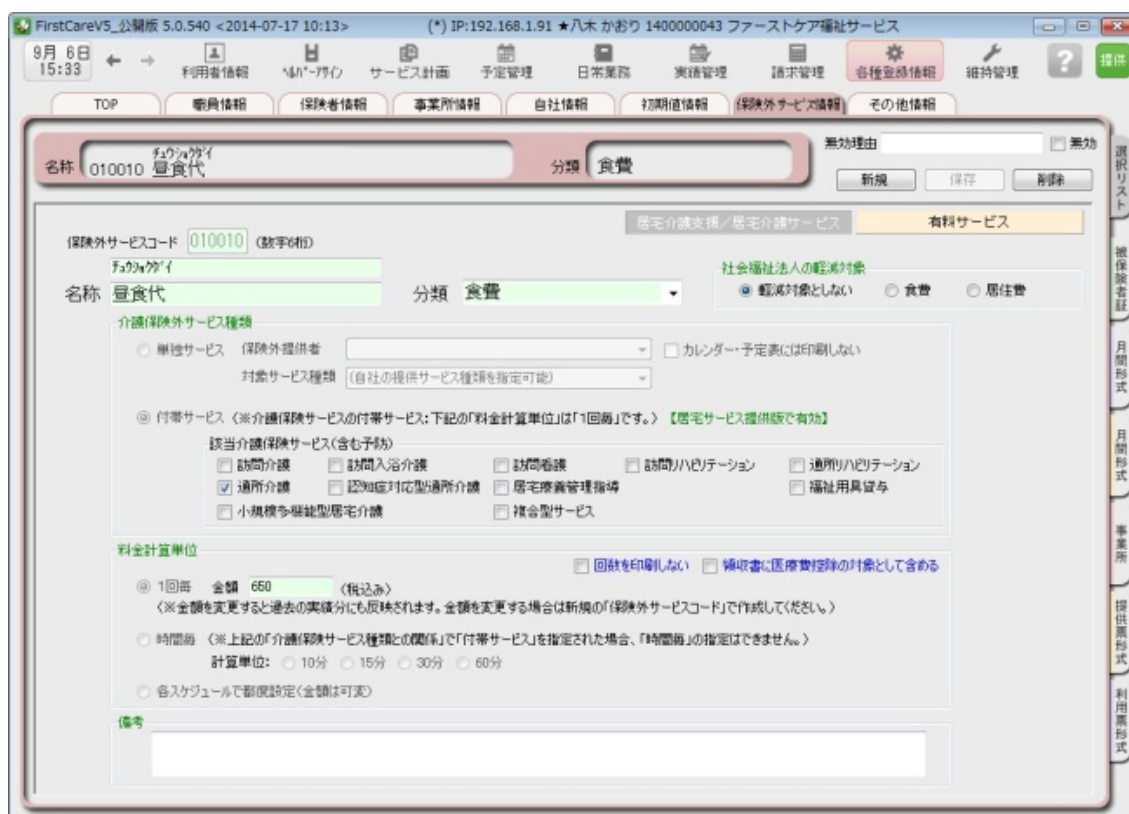 FirstCareV5_公開版 5.0.540 <2014-07-17 10:13> (*) IP:192.168.1.91 ★八木 かおり 1400000043 ファーストケア福祉サービス
9月 6日
15:33
利用者情報 ﾍﾙﾊﾟｰｱｻｲﾝ サービス計画 予定管理 日常業務 実績管理 請求管理 各種登録情報 維持管理 ? 提供
TOP 職員情報 保険者情報 事業所情報 自社情報 初期値情報 保険外サービス情報 その他情報
名称 010010 ﾁｭｳｼｮｸﾀﾞｲ
昼食代
分類 食費
無効理由 無効
新規 保存 削除
居宅介護支援／居宅介護サービス 有料サービス
保険外サービスコード 010010 (数字6桁)
ﾁｭｳｼｮｸﾀﾞｲ
名称 昼食代 分類 食費
社会福祉法人の軽減対象
軽減対象としない 食費 居住費
介護保険外サービス種類
単独サービス 保険外提供者 カレンダー・予定表には印刷しない
対象サービス種類 (自社の提供サービス種類を指定可能)
付帯サービス (※介護保険サービスの付帯サービス：下記の「料金計算単位」は「1回毎」です。) 【居宅サービス提供版で有効】
該当介護保険サービス(含む予防)
訪問介護 訪問入浴介護 訪問看護 訪問リハビリテーション 通所リハビリテーション
通所介護 認知症対応型通所介護 居宅療養管理指導 福祉用具貸与
小規模多機能型居宅介護 複合型サービス
料金計算単位
回数を印刷しない 領収書に医療費控除の対象として含める
1回毎 金額 650 (税込み)
(※金額を変更すると過去の実績分にも反映されます。金額を変更する場合は新規の「保険外サービスコード」で作成してください。)
時間毎 (※上記の「介護保険サービス種類との関係」で「付帯サービス」を指定された場合、「時間毎」の指定はできません。)
計算単位: 10分 15分 30分 60分
各スケジュールで都度設定(金額は可変)
備考
選択リスト
被保険者証
月間形式
月間形式
事業所
提供票形式
利用票形式